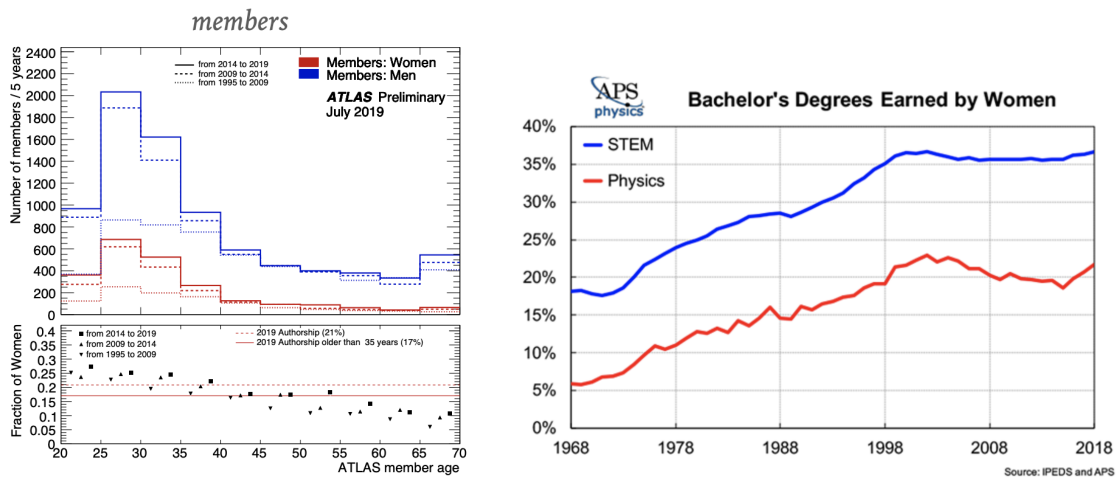 members
Number of members / 5 years
2400
2200
2000
1800
1600
1400
1200
1000
800
600
400
200
0
from 2014 to 2019
from 2009 to 2014
from 1995 to 2009
Members: Women
Members: Men
ATLAS Preliminary
July 2019
Fraction of Women
0.4
0.35
0.3
0.25
0.2
0.15
0.1
0.05
0
from 2014 to 2019
from 2009 to 2014
from 1995 to 2009
2019 Authorship (21%)
2019 Authorship older than 35 years (17%)
20 25 30 35 40 45 50 55 60 65 70
ATLAS member age
APS
physics
Bachelor's Degrees Earned by Women
40%
35%
30%
25%
20%
15%
10%
5%
0%
STEM
Physics
1968 1978 1988 1998 2008 2018
Source: IPEDS and APS